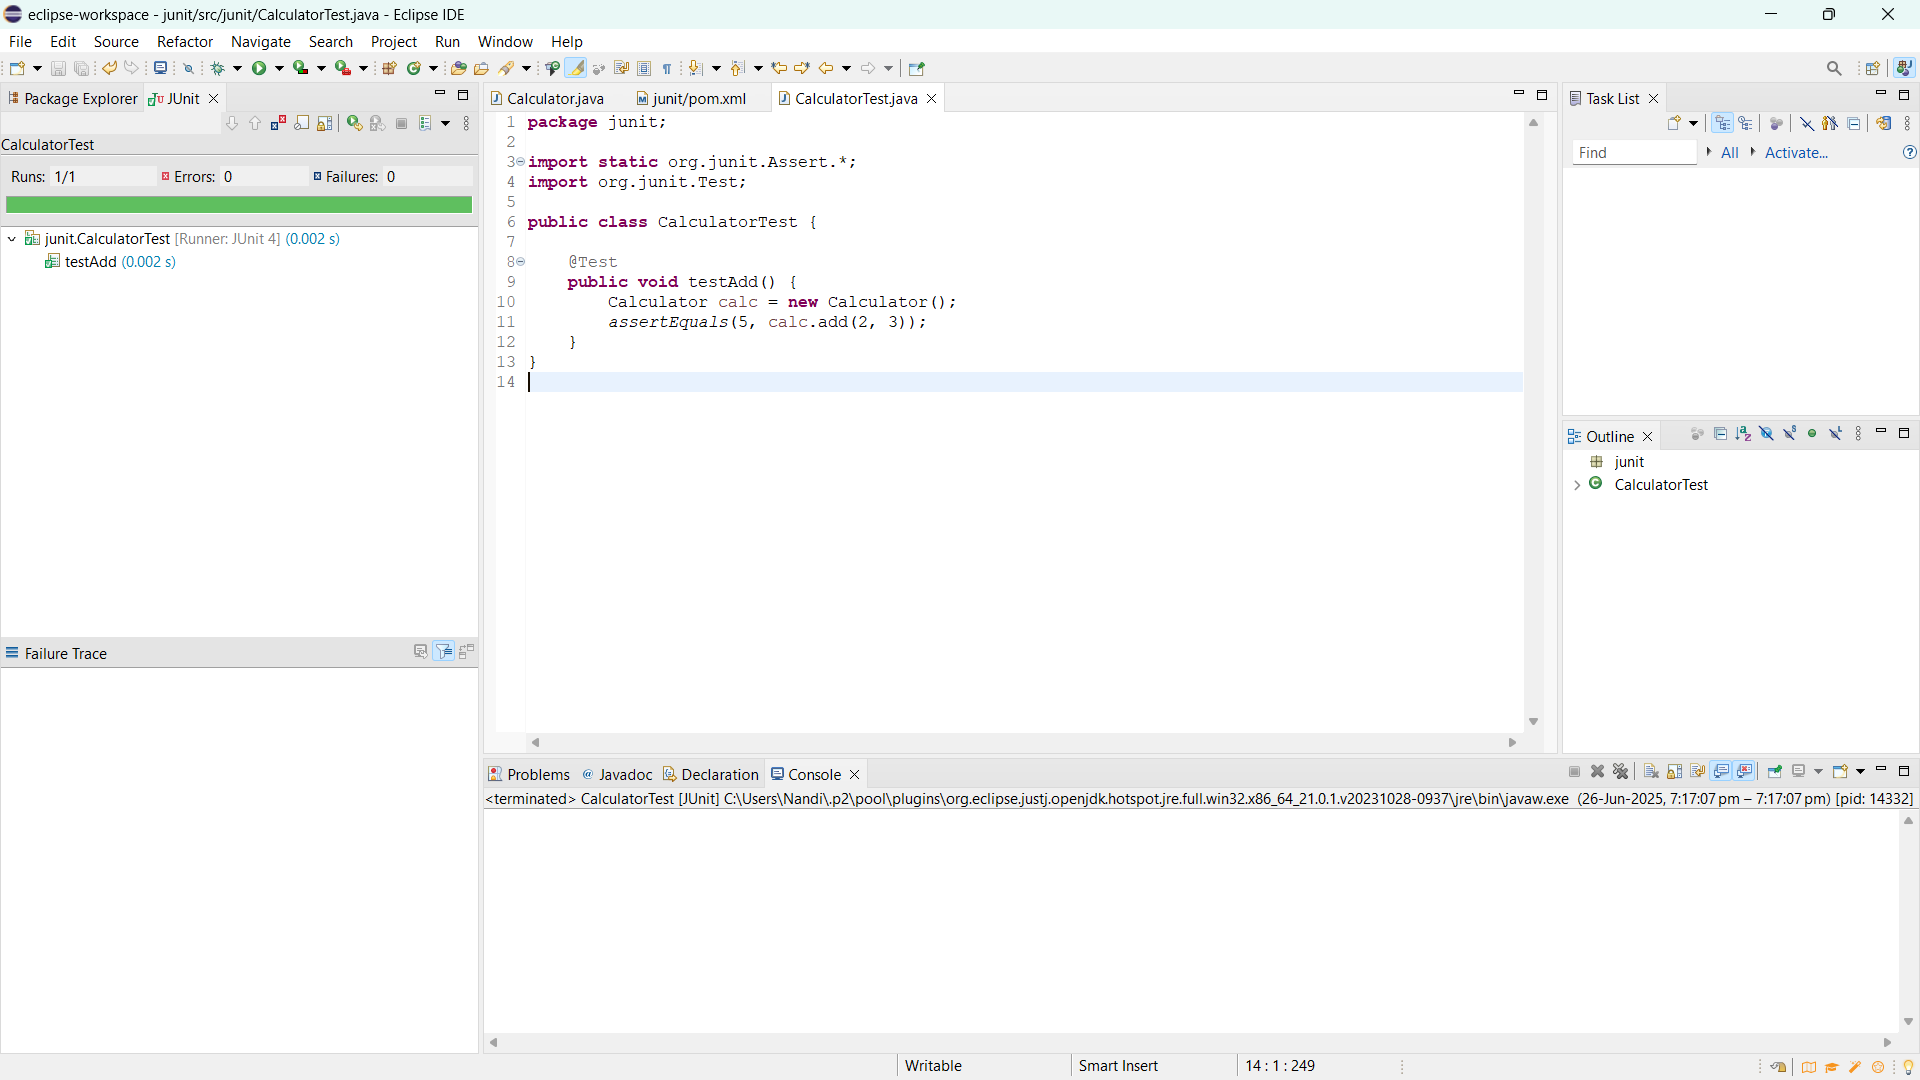 eclipse-workspace - junit/src/junit/CalculatorTest.java - Eclipse IDE
File Edit Source Refactor Navigate Search Project Run Window Help
Package Explorer JUnit
CalculatorTest
Runs: 1/1 Errors: 0 Failures: 0
junit.CalculatorTest [Runner: JUnit 4] (0.002 s)
testAdd (0.002 s)
Failure Trace
Calculator.java junit/pom.xml CalculatorTest.java
1 package junit;
2
3 import static org.junit.Assert.*;
4 import org.junit.Test;
5
6 public class CalculatorTest {
7
8 @Test
9 public void testAdd() {
10 Calculator calc = new Calculator();
11 assertEquals(5, calc.add(2, 3));
12 }
13 }
14
Task List
Find All Activate...
Outline
junit
CalculatorTest
Problems Javadoc Declaration Console
<terminated> CalculatorTest [JUnit] C:\Users\Nandi\.p2\pool\plugins\org.eclipse.justj.openjdk.hotspot.jre.full.win32.x86_64_21.0.1.v20231028-0937\jre\bin\javaw.exe (26-Jun-2025, 7:17:07 pm – 7:17:07 pm) [pid: 14332]
Writable Smart Insert 14 : 1 : 249